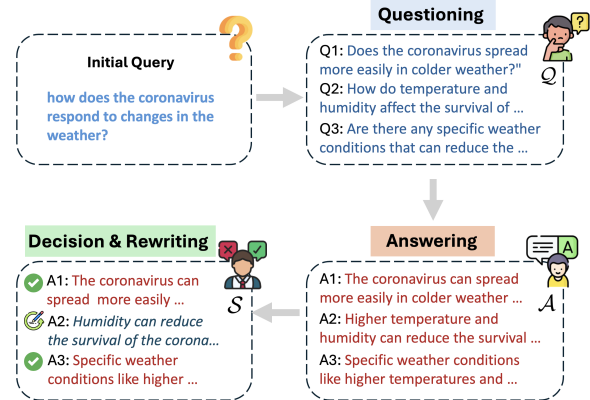 Initial Query
how does the coronavirus
respond to changes in the
weather?
Questioning
?
Q1: Does the coronavirus spread
more easily in colder weather?"
Q2: How do temperature and
humidity affect the survival of ...
Q3: Are there any specific weather
conditions that can reduce the ...
Q
Answering
A
A1: The coronavirus can spread
more easily in colder weather ...
A2: Higher temperature and
humidity can reduce the survival ...
A3: Specific weather conditions
like higher temperatures and ...
A
Decision & Rewriting
A1: The coronavirus can
spread more easily ...
A2: Humidity can reduce
the survival of the corona...
A3: Specific weather
conditions like higher ...
S